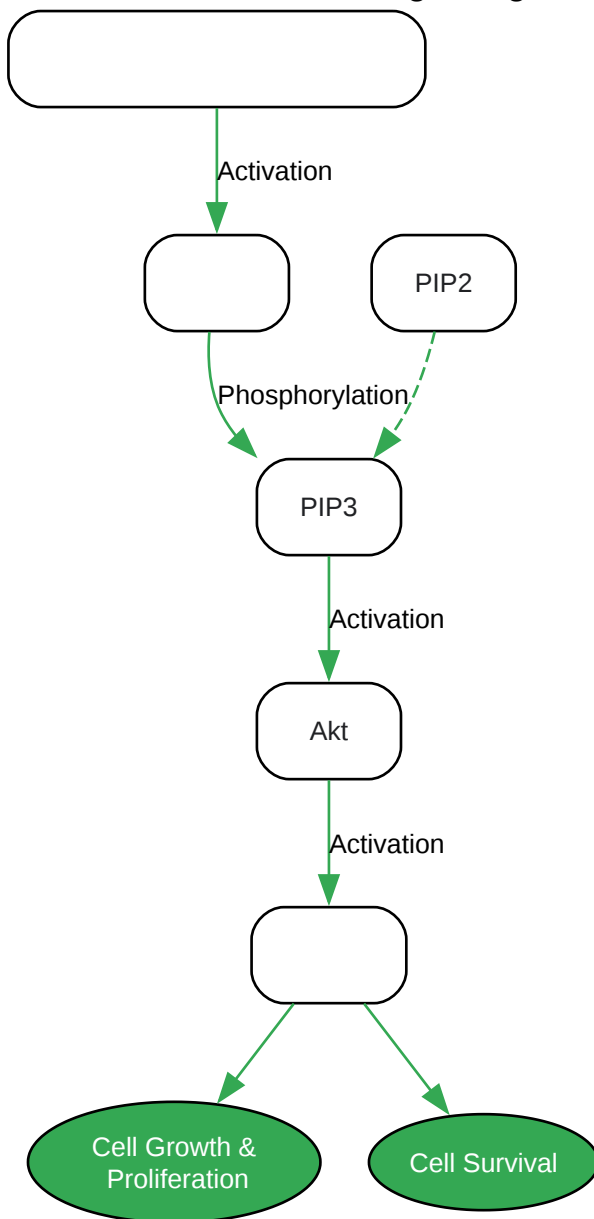 Activation
PIP2
Phosphorylation
PIP3
Activation
Akt
Activation
Cell Growth &
Proliferation
Cell Survival